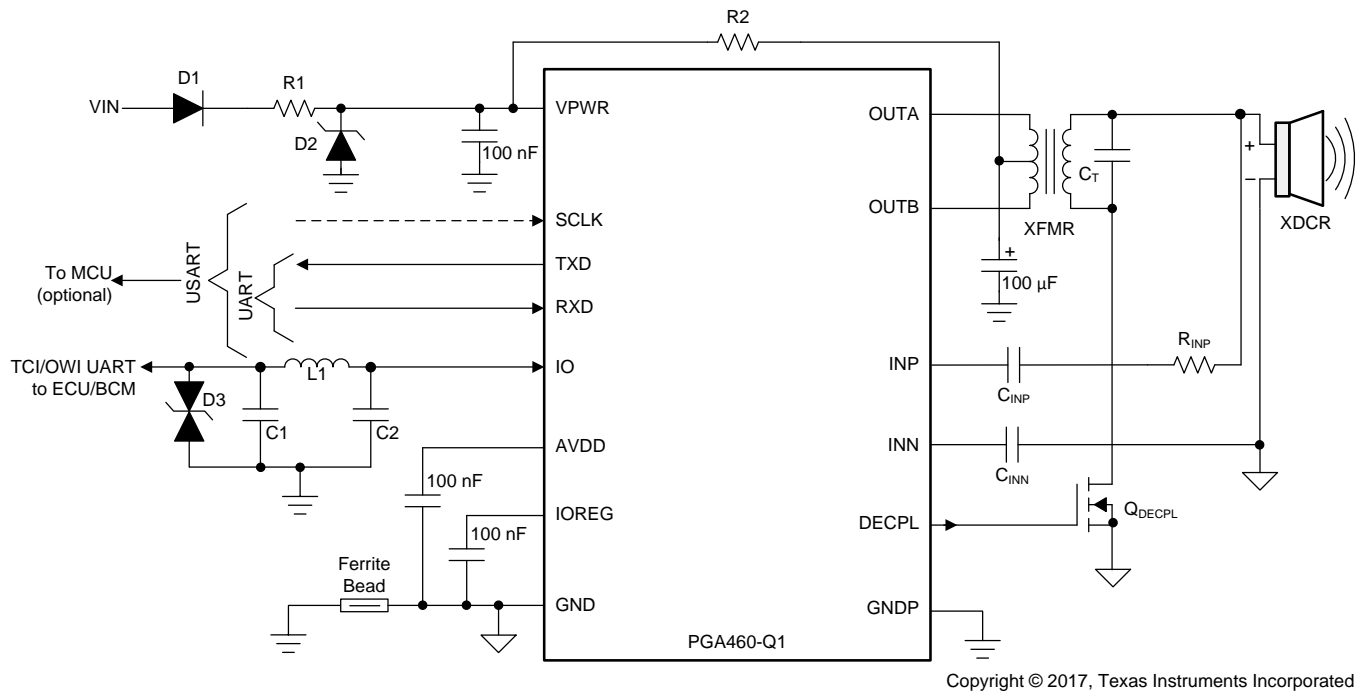 R2
D1
R1
VIN
VPWR
D2
100 nF
OUTA
OUTB
XFMR
CT
+
−
XDCR
+
100 µF
SCLK
TXD
RXD
To MCU
(optional)
USART
UART
TCI/OWI UART
to ECU/BCM
L1
IO
D3
C1
C2
AVDD
100 nF
IOREG
100 nF
Ferrite
Bead
GND
INP
CINP
RINP
INN
CINN
DECPL
QDECPL
GNDP
PGA460-Q1
Copyright © 2017, Texas Instruments Incorporated